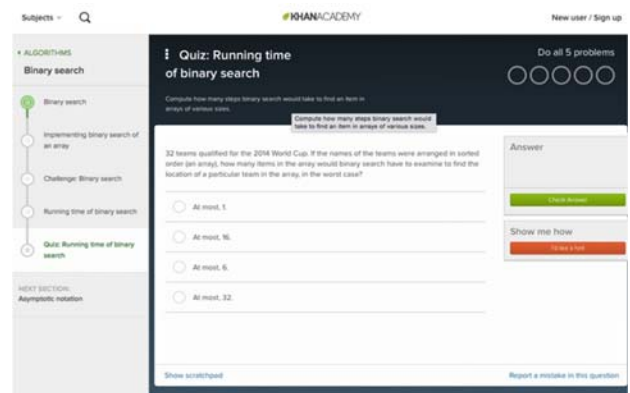 Subjects
KHANACADEMY
New user / Sign up
ALGORITHMS
Binary search
Binary search
Implementing binary search of
an array
Challenge: Binary search
Running time of binary search
Quiz: Running time of binary
search
NEXT SECTION:
Asymptotic notation
Quiz: Running time
of binary search
Do all 5 problems
Compute how many steps binary search would take to find an item in
arrays of various sizes.
Compute how many steps binary search would
take to find an item in arrays of various sizes.
32 teams qualified for the 2014 World Cup. If the names of the teams were arranged in sorted
order (an array), how many items in the array would binary search have to examine to find the
location of a particular team in the array, in the worst case?
At most, 1.
At most, 16.
At most, 6.
At most, 32.
Answer
Check Answer
Show me how
I'd like a hint
Show scratchpad
Report a mistake in this question